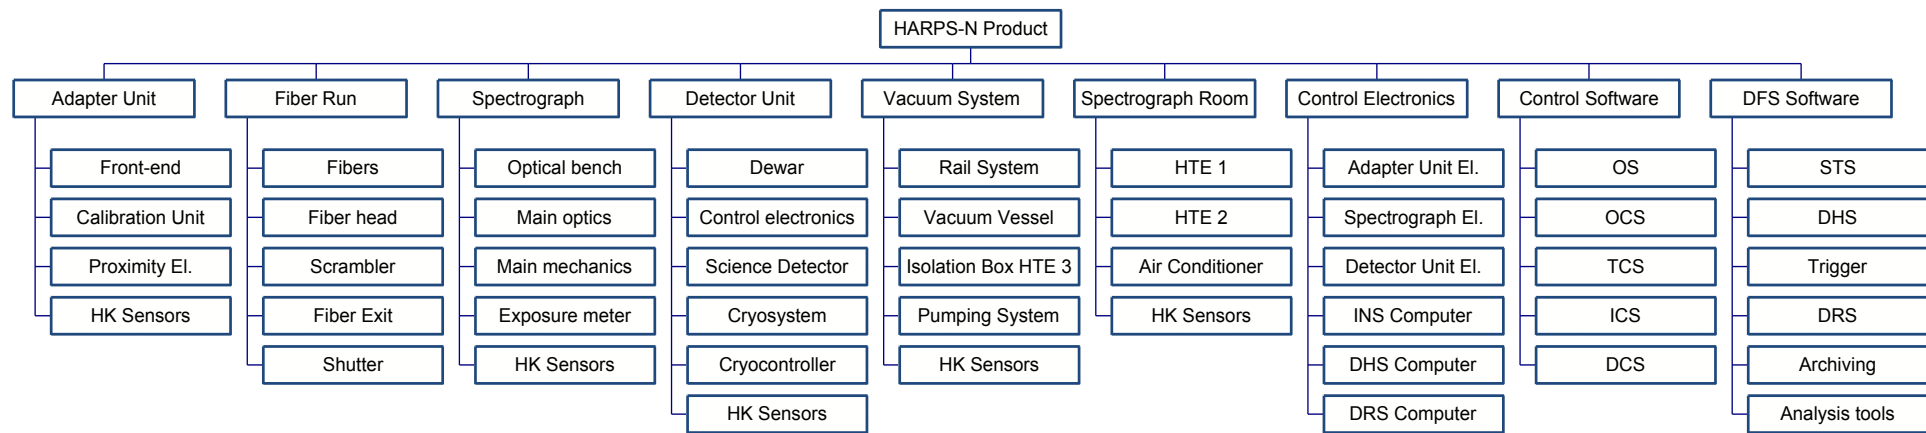 HARPS-N Product
Adapter Unit
Fiber Run
Spectrograph
Detector Unit
Vacuum System
Spectrograph Room
Control Electronics
Control Software
DFS Software
Front-end
Calibration Unit
Proximity El.
HK Sensors
Fibers
Fiber head
Scrambler
Fiber Exit
Shutter
Optical bench
Main optics
Main mechanics
Exposure meter
HK Sensors
Dewar
Control electronics
Science Detector
Cryosystem
Cryocontroller
HK Sensors
Rail System
Vacuum Vessel
Isolation Box HTE 3
Pumping System
HK Sensors
HTE 1
HTE 2
Air Conditioner
HK Sensors
Adapter Unit El.
Spectrograph El.
Detector Unit El.
INS Computer
DHS Computer
DRS Computer
OS
OCS
TCS
ICS
DCS
STS
DHS
Trigger
DRS
Archiving
Analysis tools